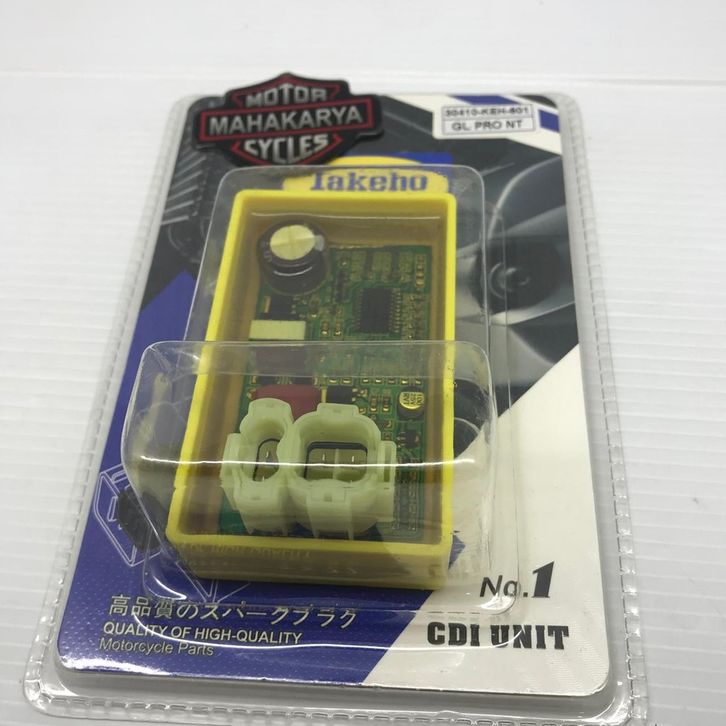 MOTOR
MAHAKARYA
CYCLES
30410-KEH-601
GL PRO NT
Takeho
高品質のスパークプラグ
QUALITY OF HIGH-QUALITY
Motorcycle Parts
No.1
CDI UNIT